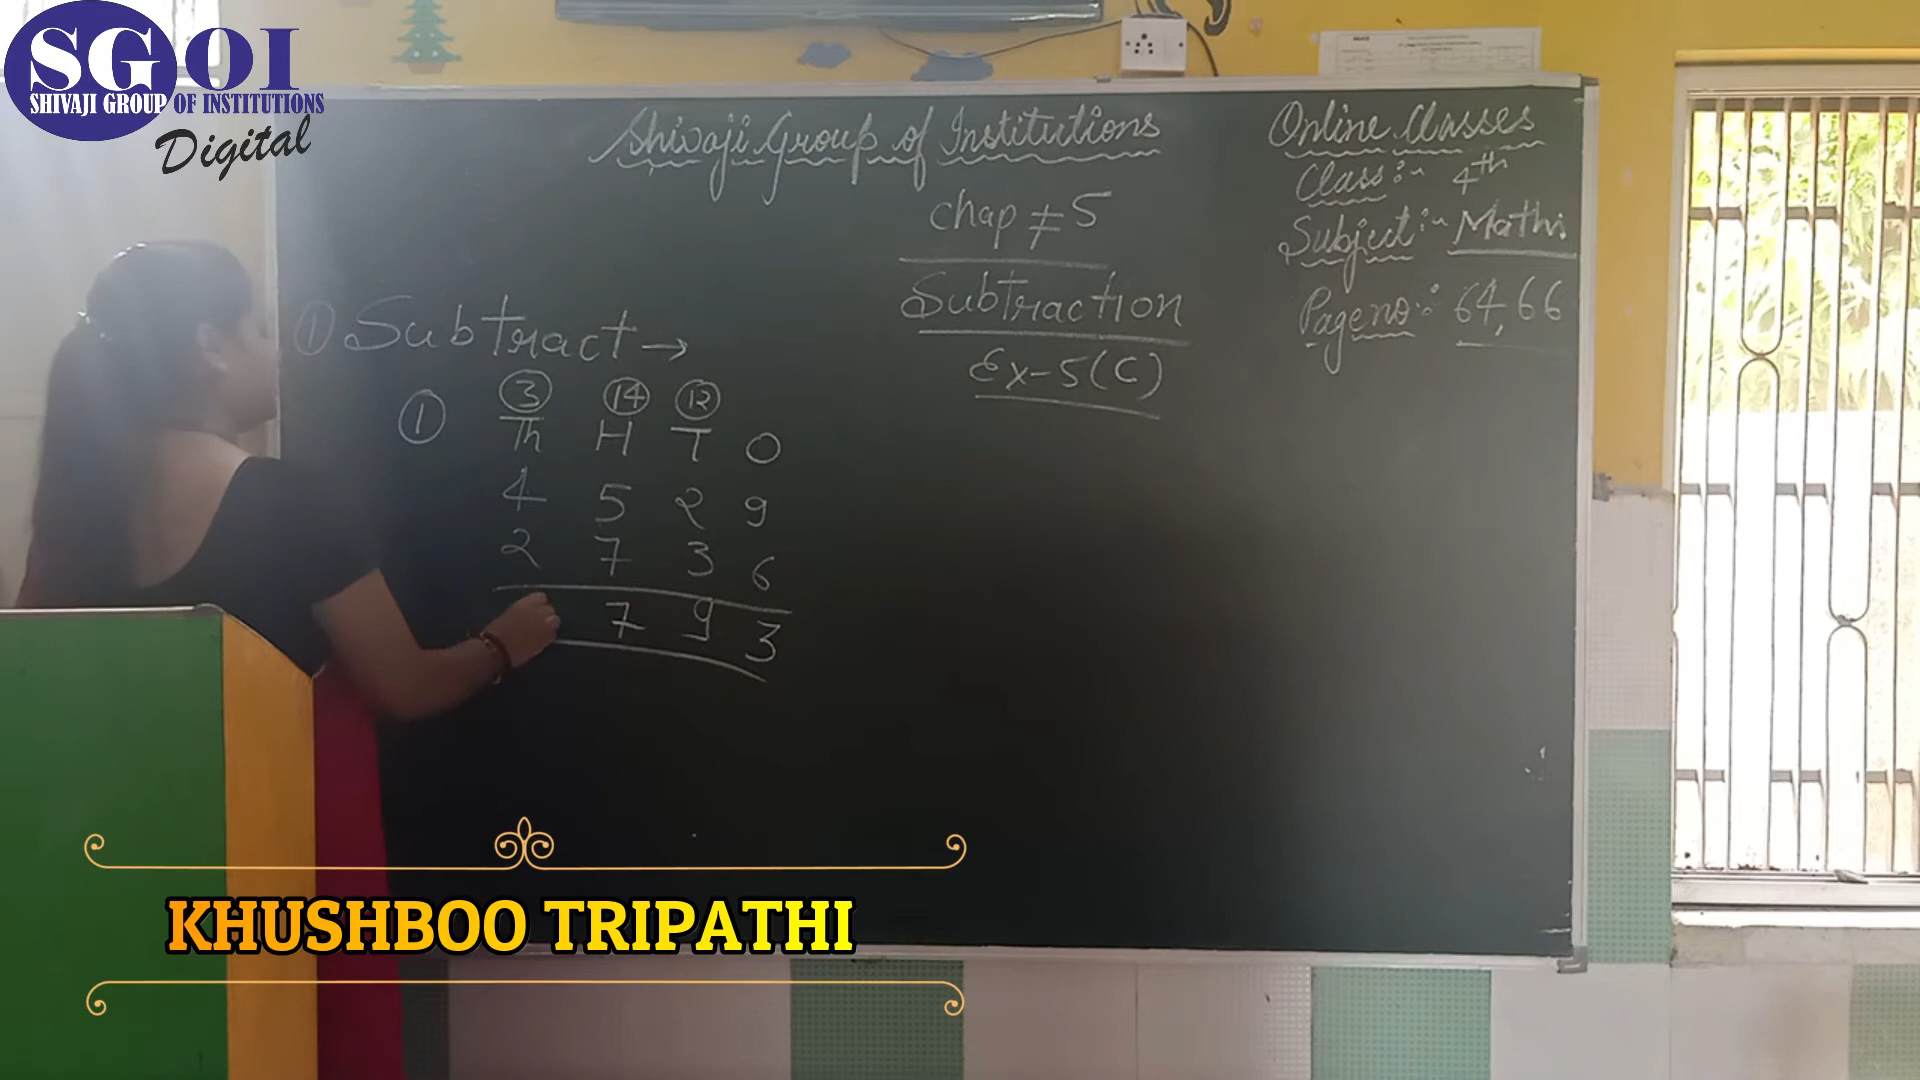 SGOI
SHIVAJI GROUP OF INSTITUTIONS
Digital
Shivaji Group of Institutions
Online Classes
Class:- 4th
Subject:- Maths
Page no:- 64, 66
chap ≠ 5
Subtraction
Ex-5(C)
① Subtract →
① ③ ⑭ ⑫
Th H T O
4 5 2 9
2 7 3 6
7 9 3
KHUSHBOO TRIPATHI